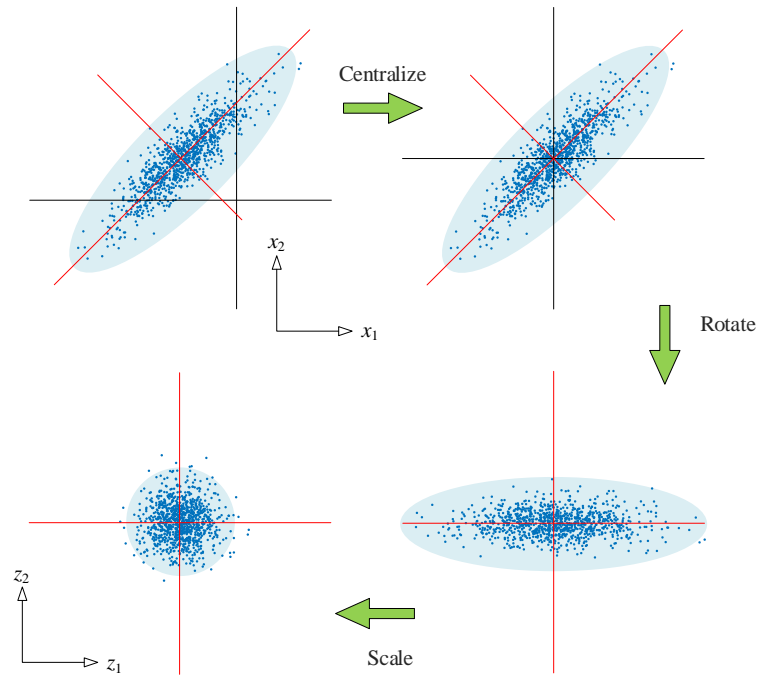 Centralize
x₂
x₁
Rotate
z₂
z₁
Scale